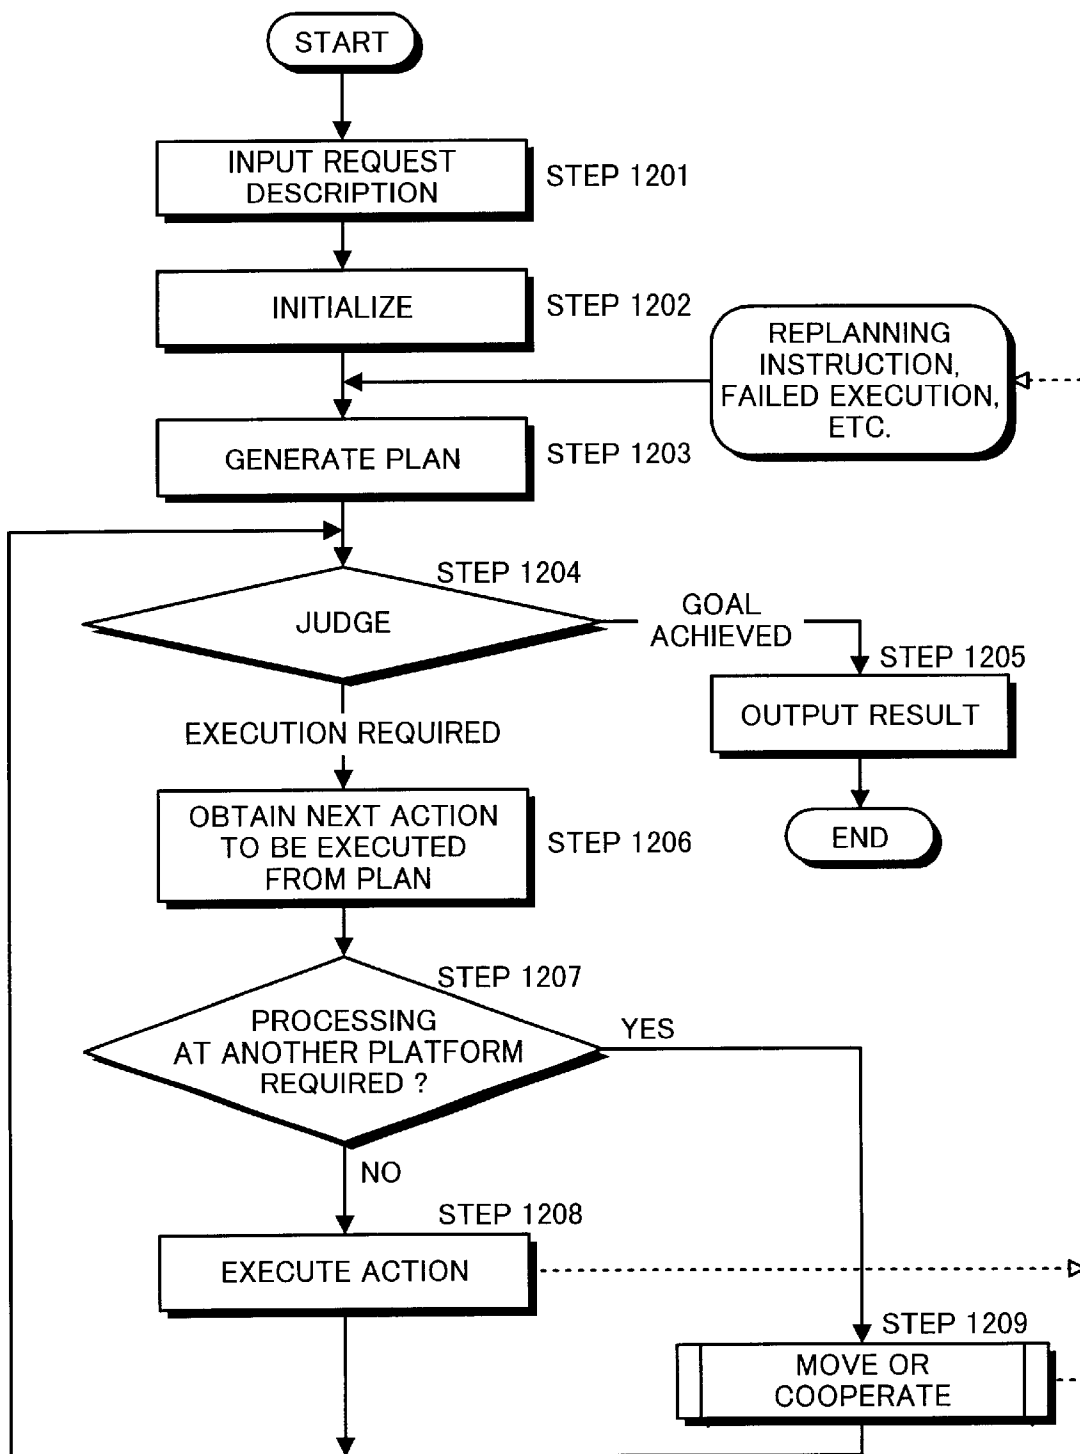 START
INPUT REQUEST
DESCRIPTION
STEP 1201
INITIALIZE
STEP 1202
REPLANNING
INSTRUCTION,
FAILED EXECUTION,
ETC.
GENERATE PLAN
STEP 1203
STEP 1204
JUDGE
GOAL
ACHIEVED
STEP 1205
OUTPUT RESULT
EXECUTION REQUIRED
OBTAIN NEXT ACTION
TO BE EXECUTED
FROM PLAN
STEP 1206
END
STEP 1207
PROCESSING
AT ANOTHER PLATFORM
REQUIRED ?
YES
NO
STEP 1208
EXECUTE ACTION
STEP 1209
MOVE OR
COOPERATE